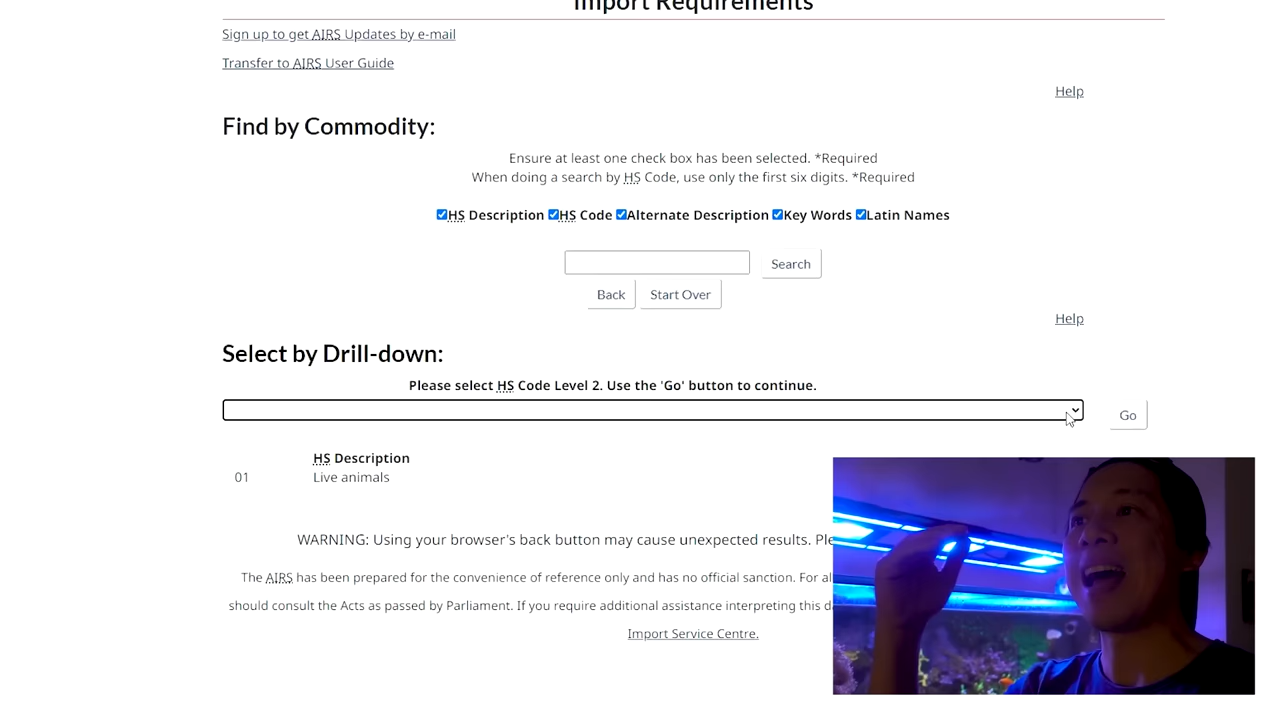 Import Requirements
Sign up to get AIRS Updates by e-mail
Transfer to AIRS User Guide
Help
Find by Commodity:
Ensure at least one check box has been selected. *Required
When doing a search by HS Code, use only the first six digits. *Required
HS Description HS Code Alternate Description Key Words Latin Names
Search
Back Start Over
Help
Select by Drill-down:
Please select HS Code Level 2. Use the 'Go' button to continue.
Go
HS Description
01 Live animals
WARNING: Using your browser's back button may cause unexpected results.
The AIRS has been prepared for the convenience of reference only and has no official sanction. For
should consult the Acts as passed by Parliament. If you require additional assistance interpreting this
Import Service Centre.